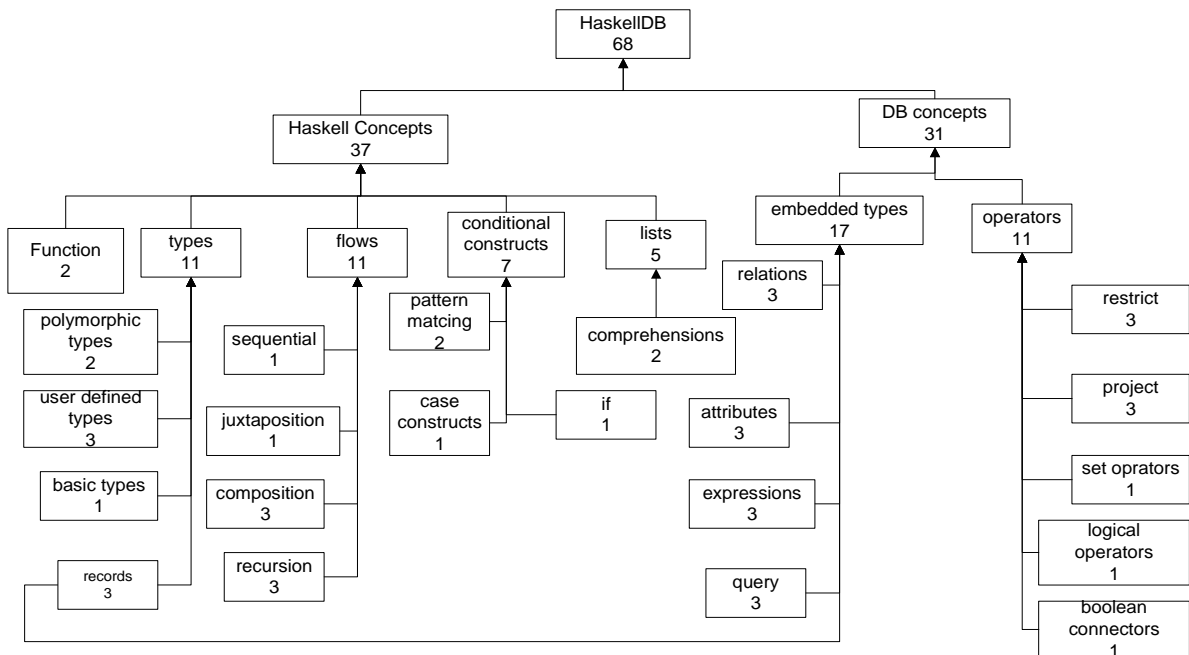 HaskellDB
68
Haskell Concepts
37
DB concepts
31
Function
2
types
11
flows
11
conditional
constructs
7
lists
5
embedded types
17
operators
11
polymorphic
types
2
user defined
types
3
basic types
1
records
3
sequential
1
juxtaposition
1
composition
3
recursion
3
pattern
matcing
2
case
constructs
1
if
1
comprehensions
2
relations
3
attributes
3
expressions
3
query
3
restrict
3
project
3
set oprators
1
logical
operators
1
boolean
connectors
1